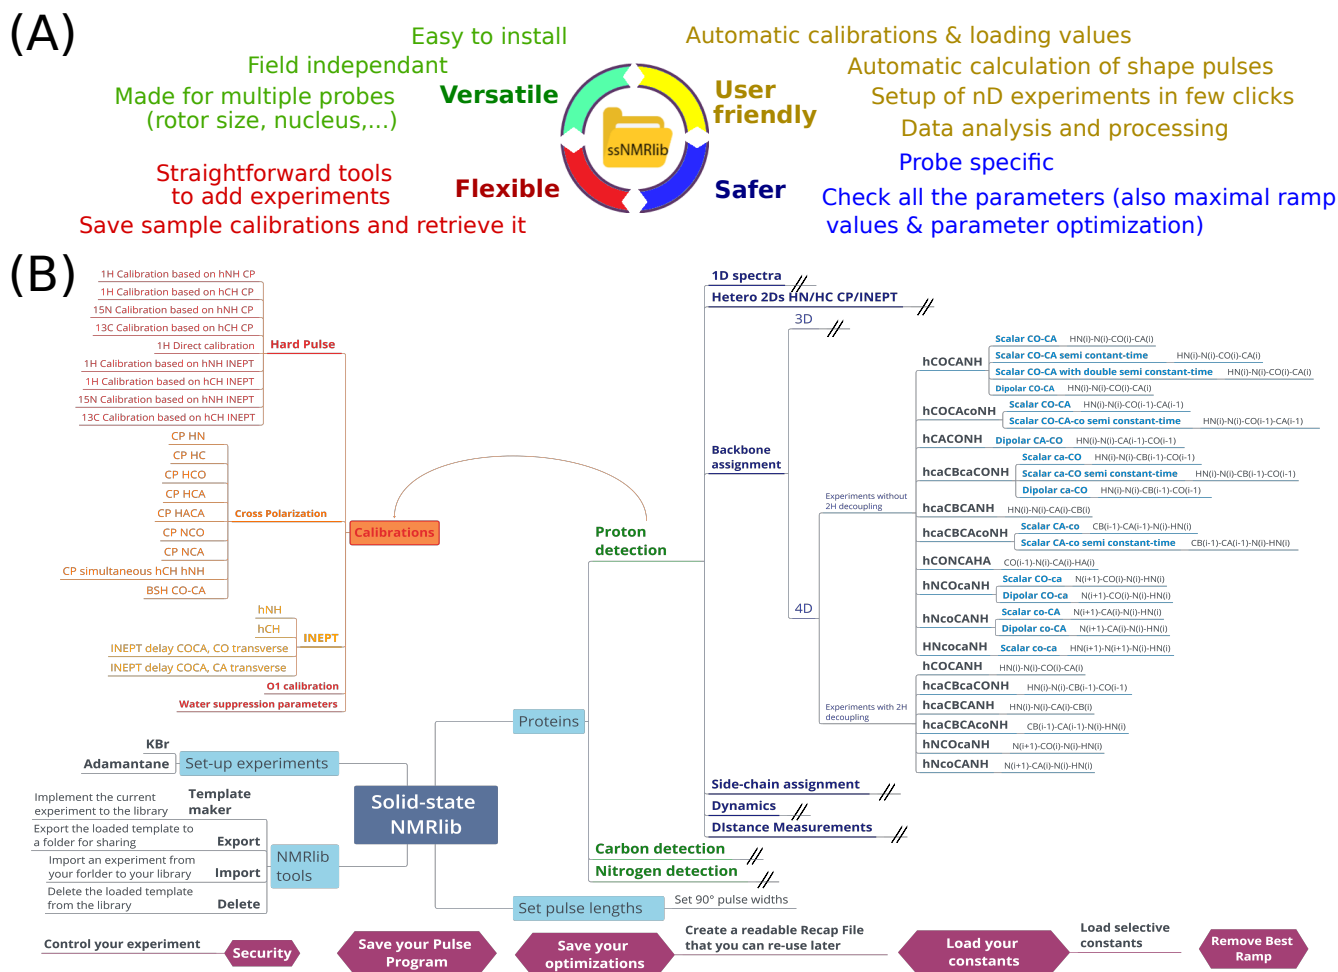 (A)
Easy to install
Field independant
Made for multiple probes
(rotor size, nucleus,...)
Versatile
Straightforward tools
to add experiments
Save sample calibrations and retrieve it
Flexible
ssNMRlib
User
friendly
Automatic calibrations & loading values
Automatic calculation of shape pulses
Setup of nD experiments in few clicks
Data analysis and processing
Safer
Probe specific
Check all the parameters (also maximal ramp
values & parameter optimization)
(B)
1H Calibration based on hNH CP
1H Calibration based on hCH CP
15N Calibration based on hNH CP
13C Calibration based on hCH CP
1H Direct calibration
1H Calibration based on hNH INEPT
1H Calibration based on hCH INEPT
15N Calibration based on hNH INEPT
13C Calibration based on hCH INEPT
Hard Pulse
CP HN
CP HC
CP HCO
CP HCA
CP HACA
CP NCO
CP NCA
CP simultaneous hCH hNH
BSH CO-CA
Cross Polarization
hNH
hCH
INEPT delay COCA, CO transverse
INEPT delay COCA, CA transverse
INEPT
O1 calibration
Water suppression parameters
Calibrations
KBr
Adamantane
Set-up experiments
Implement the current
experiment to the library
Template
maker
Export the loaded template to
a folder for sharing
Export
Import an experiment from
your forlder to your library
Import
Delete the loaded template
from the library
Delete
NMRlib
tools
Solid-state
NMRlib
Proteins
Set pulse lengths
Set 90° pulse widths
Proton
detection
Carbon detection
Nitrogen detection
1D spectra
Hetero 2Ds HN/HC CP/INEPT
Backbone
assignment
Side-chain assignment
Dynamics
DIstance Measurements
3D
4D
Experiments without
2H decoupling
Experiments with 2H
decoupling
hCOCANH
Scalar CO-CA HN(i)-N(i)-CO(i)-CA(i)
Scalar CO-CA semi contant-time HN(i)-N(i)-CO(i)-CA(i)
Scalar CO-CA with double semi constant-time HN(i)-N(i)-CO(i)-CA(i)
Dipolar CO-CA HN(i)-N(i)-CO(i)-CA(i)
hCOCAcoNH
Scalar CO-CA HN(i)-N(i)-CO(i-1)-CA(i-1)
Scalar CO-CA-co semi constant-time HN(i)-N(i)-CO(i-1)-CA(i-1)
hCACONH Dipolar CA-CO HN(i)-N(i)-CA(i-1)-CO(i-1)
hcaCBcaCONH
Scalar ca-CO HN(i)-N(i)-CB(i-1)-CO(i-1)
Scalar ca-CO semi constant-time HN(i)-N(i)-CB(i-1)-CO(i-1)
Dipolar ca-CO HN(i)-N(i)-CB(i-1)-CO(i-1)
hcaCBCANH HN(i)-N(i)-CA(i)-CB(i)
hcaCBCAcoNH
Scalar CA-co CB(i-1)-CA(i-1)-N(i)-HN(i)
Scalar CA-co semi constant-time CB(i-1)-CA(i-1)-N(i)-HN(i)
hCONCAHA CO(i-1)-N(i)-CA(i)-HA(i)
hNCOcaNH
Scalar CO-ca N(i+1)-CO(i)-N(i)-HN(i)
Dipolar CO-ca N(i+1)-CO(i)-N(i)-HN(i)
hNcoCANH
Scalar co-CA N(i+1)-CA(i)-N(i)-HN(i)
Dipolar co-CA N(i+1)-CA(i)-N(i)-HN(i)
HNcocaNH Scalar co-ca HN(i+1)-N(i+1)-N(i)-HN(i)
hCOCANH HN(i)-N(i)-CO(i)-CA(i)
hcaCBcaCONH HN(i)-N(i)-CB(i-1)-CO(i-1)
hcaCBCANH HN(i)-N(i)-CA(i)-CB(i)
hcaCBCAcoNH CB(i-1)-CA(i-1)-N(i)-HN(i)
hNCOcaNH N(i+1)-CO(i)-N(i)-HN(i)
hNcoCANH N(i+1)-CA(i)-N(i)-HN(i)
Control your experiment
Security
Save your Pulse
Program
Save your
optimizations
Create a readable Recap File
that you can re-use later
Load your
constants
Load selective
constants
Remove Best
Ramp